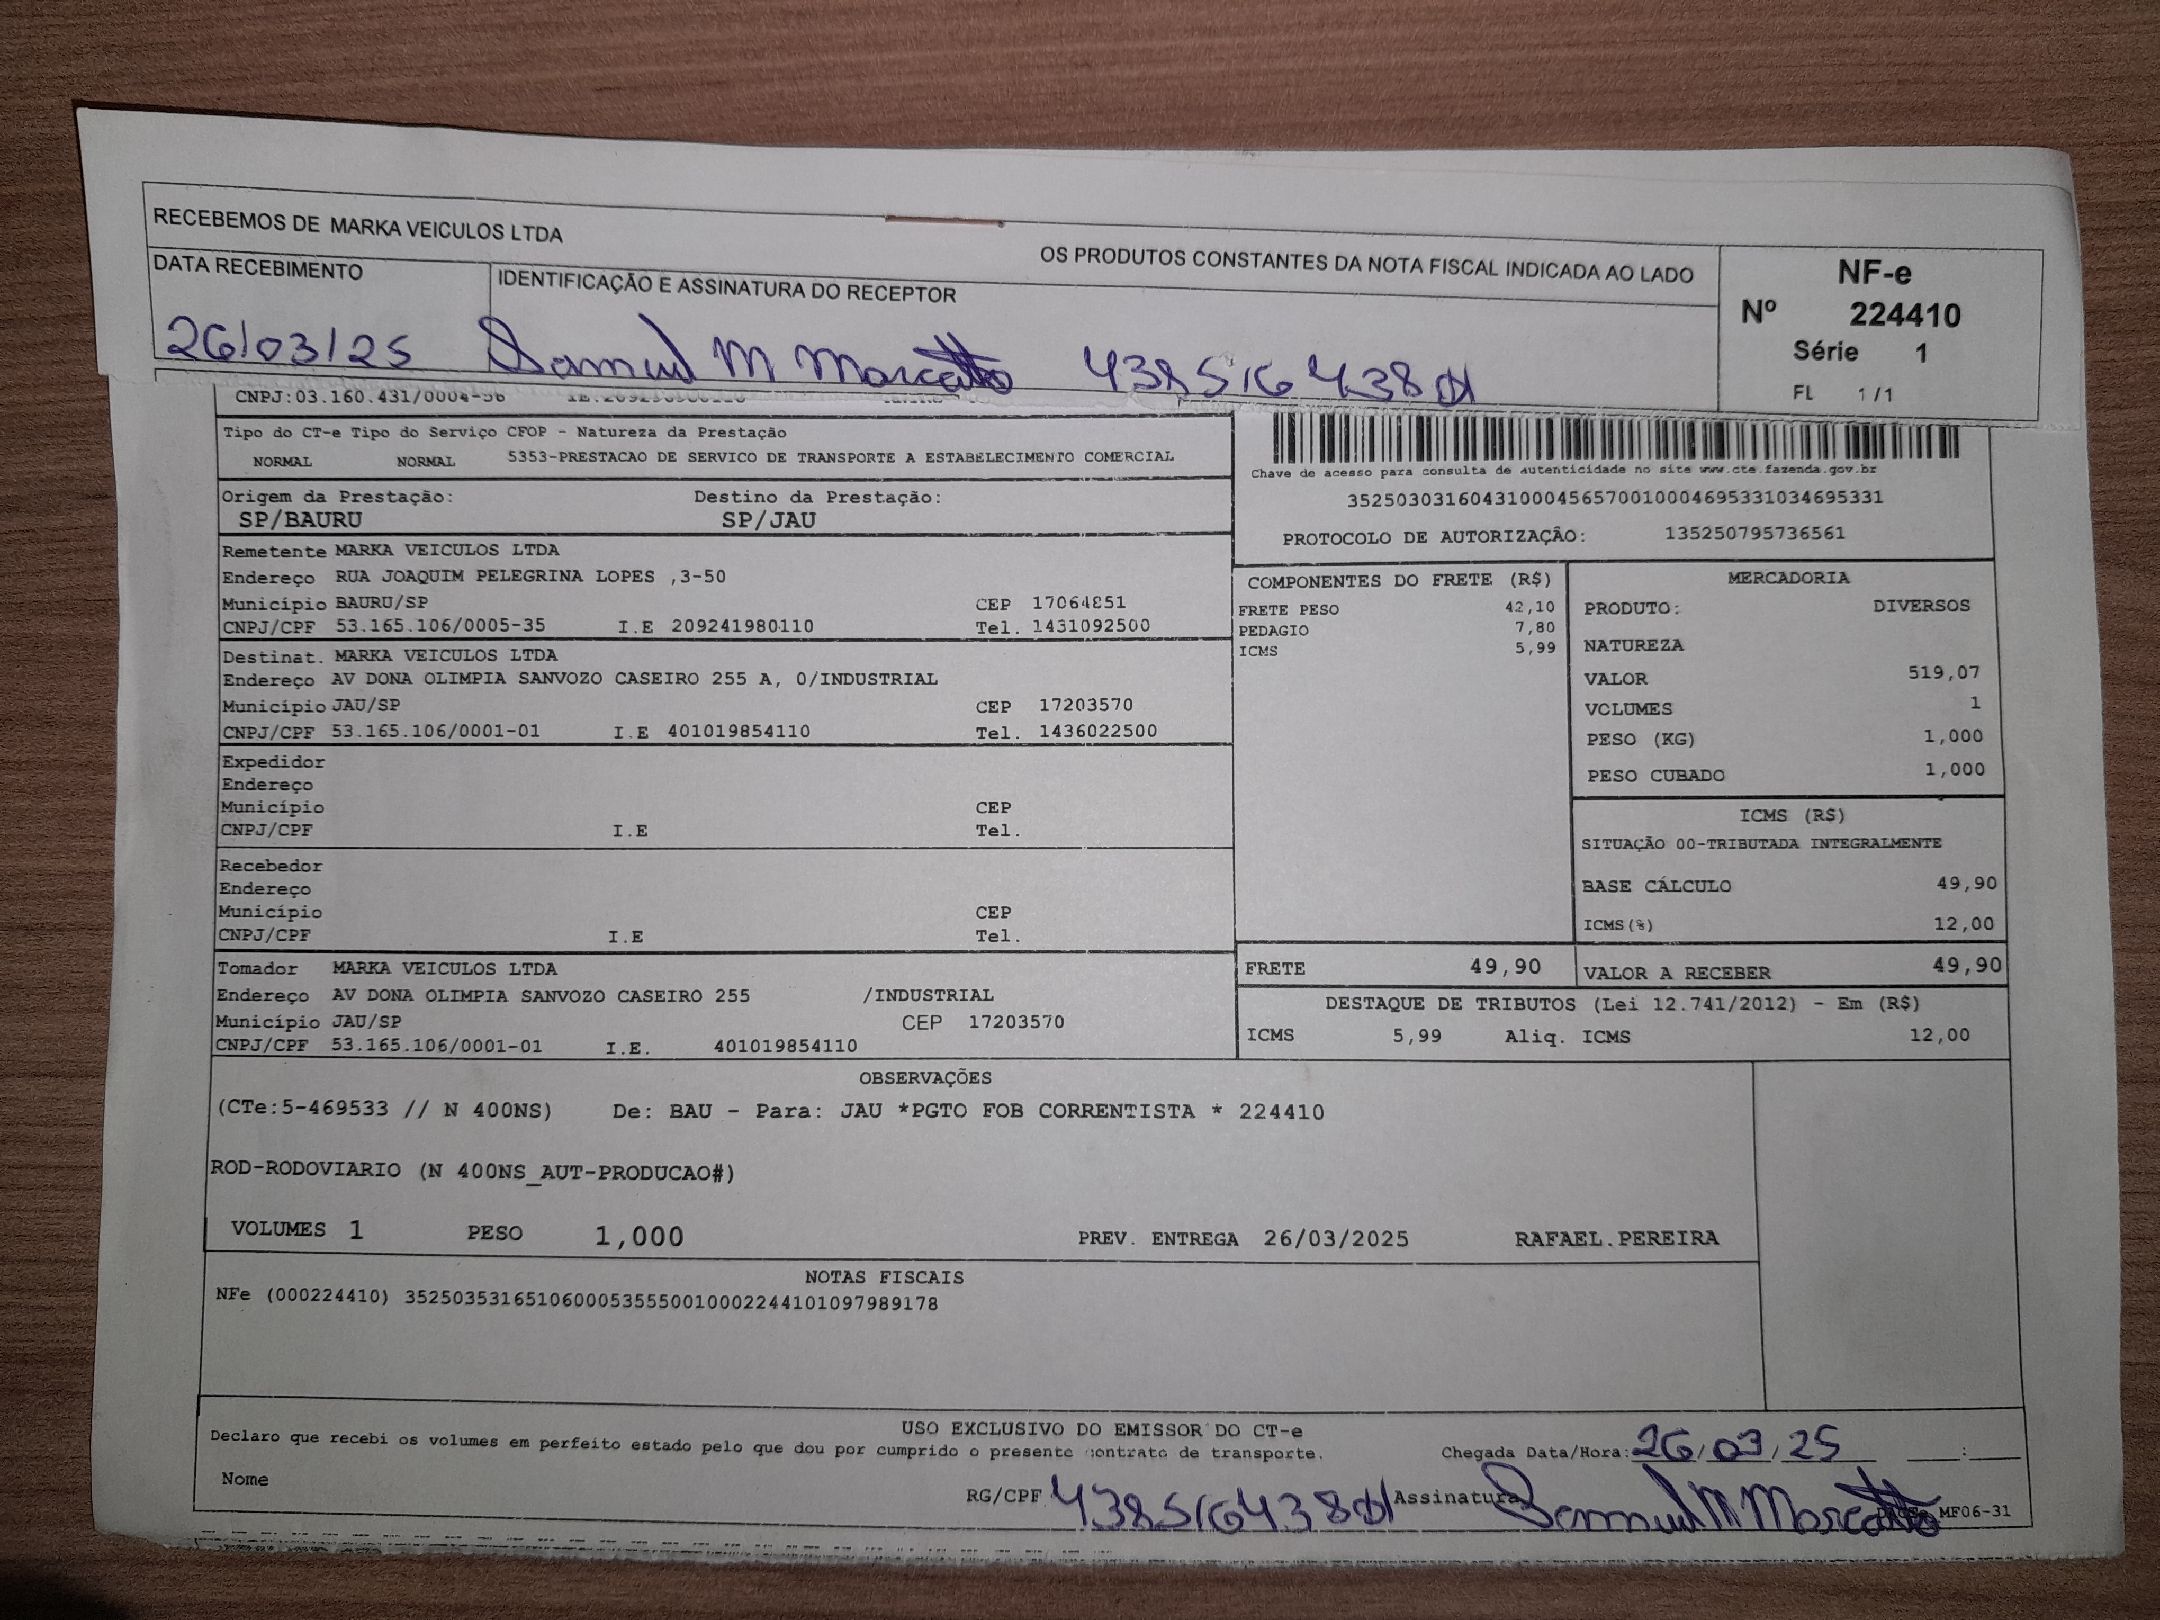 RECEBEMOS DE MARKA VEICULOS LTDA
OS PRODUTOS CONSTANTES DA NOTA FISCAL INDICADA AO LADO
DATA RECEBIMENTO
IDENTIFICAÇÃO E ASSINATURA DO RECEPTOR
26/03/25
NF-e
Nº 224410
Série 1
FL 1/1
CNPJ:03.160.431/0004-56
Tipo do CT-e Tipo do Serviço CFOP - Natureza da Prestação
NORMAL NORMAL 5353-PRESTACAO DE SERVICO DE TRANSPORTE A ESTABELECIMENTO COMERCIAL
Origem da Prestação: Destino da Prestação:
SP/BAURU SP/JAU
Chave de acesso para consulta de autenticidade no site www.cte.fazenda.gov.br
35250303160431000456570010004695331034695331
PROTOCOLO DE AUTORIZAÇÃO: 135250795736561
Remetente MARKA VEICULOS LTDA
Endereço RUA JOAQUIM PELEGRINA LOPES ,3-50
Município BAURU/SP CEP 17064851
CNPJ/CPF 53.165.106/0005-35 I.E 209241980110 Tel. 1431092500
Destinat. MARKA VEICULOS LTDA
Endereço AV DONA OLIMPIA SANVOZO CASEIRO 255 A, 0/INDUSTRIAL
Município JAU/SP CEP 17203570
CNPJ/CPF 53.165.106/0001-01 I.E 401019854110 Tel. 1436022500
Expedidor
Endereço
Município CEP
CNPJ/CPF I.E Tel.
Recebedor
Endereço
Município CEP
CNPJ/CPF I.E Tel.
Tomador MARKA VEICULOS LTDA
Endereço AV DONA OLIMPIA SANVOZO CASEIRO 255 /INDUSTRIAL
Município JAU/SP CEP 17203570
CNPJ/CPF 53.165.106/0001-01 I.E. 401019854110
COMPONENTES DO FRETE (R$)
FRETE PESO 42,10
PEDAGIO 7,80
ICMS 5,99
MERCADORIA
PRODUTO: DIVERSOS
NATUREZA
VALOR 519,07
VOLUMES 1
PESO (KG) 1,000
PESO CUBADO 1,000
ICMS (R$)
SITUAÇÃO 00-TRIBUTADA INTEGRALMENTE
BASE CÁLCULO 49,90
ICMS(%) 12,00
FRETE 49,90
VALOR A RECEBER 49,90
DESTAQUE DE TRIBUTOS (Lei 12.741/2012) - Em (R$)
ICMS 5,99 Aliq. ICMS 12,00
OBSERVAÇÕES
(CTe:5-469533 // N 400NS) De: BAU - Para: JAU *PGTO FOB CORRENTISTA * 224410
ROD-RODOVIARIO (N 400NS_AUT-PRODUCAO#)
VOLUMES 1 PESO 1,000 PREV. ENTREGA 26/03/2025 RAFAEL.PEREIRA
NOTAS FISCAIS
NFe (000224410) 35250353165106000535550010002244101097989178
USO EXCLUSIVO DO EMISSOR DO CT-e
Declaro que recebi os volumes em perfeito estado pelo que dou por cumprido o presente contrato de transporte.
Chegada Data/Hora: 26/03/25 :
Nome
RG/CPF Assinatura
MF06-31